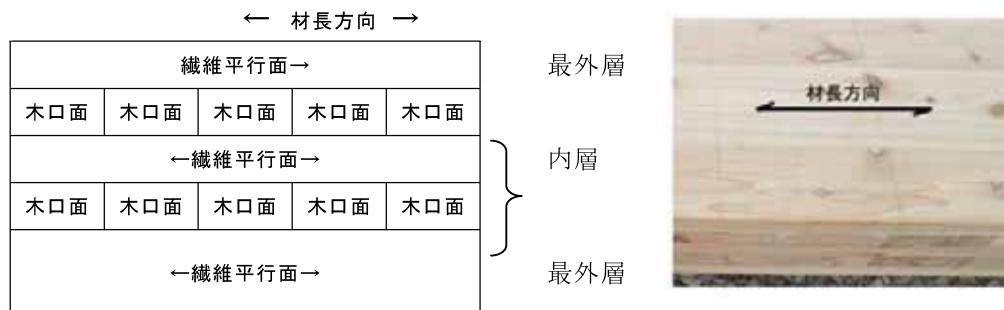 ← 材長方向 →
繊維平行面→
最外層
木口面 木口面 木口面 木口面 木口面
←繊維平行面→
内層
木口面 木口面 木口面 木口面 木口面
←繊維平行面→
最外層
材長方向